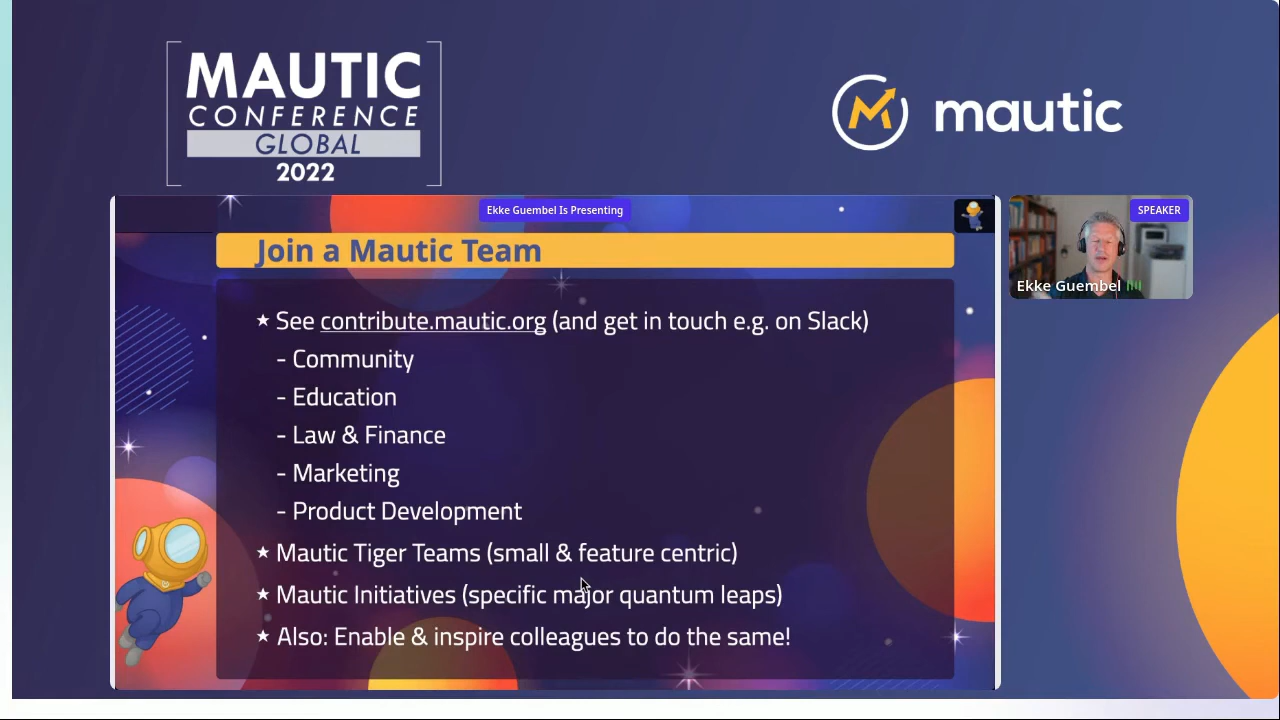 MAUTIC
CONFERENCE
GLOBAL
2022
mautic
Ekke Guembel Is Presenting
SPEAKER
Ekke Guembel
Join a Mautic Team
★ See contribute.mautic.org (and get in touch e.g. on Slack)
- Community
- Education
- Law & Finance
- Marketing
- Product Development
★ Mautic Tiger Teams (small & feature centric)
★ Mautic Initiatives (specific major quantum leaps)
★ Also: Enable & inspire colleagues to do the same!